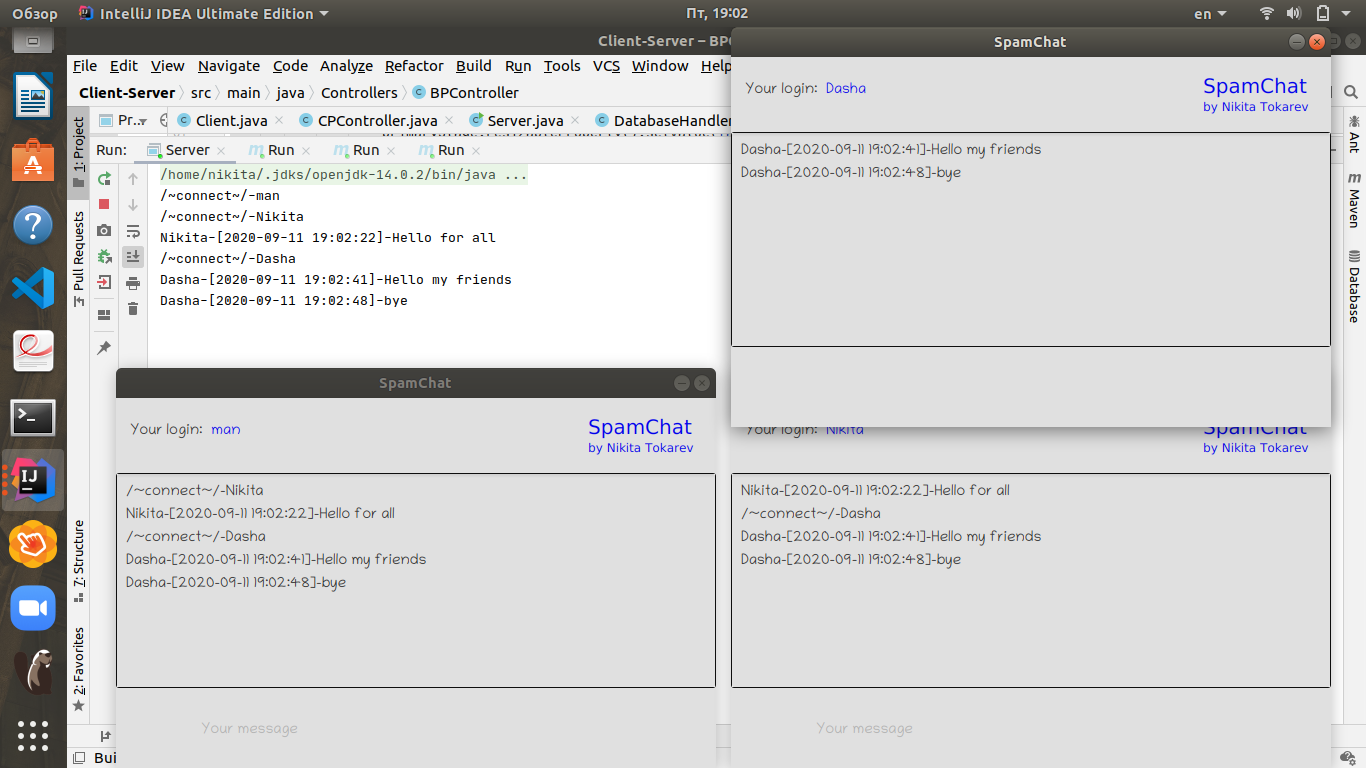 Обзор IntelliJ IDEA Ultimate Edition Пт, 19:02 en
Client-Server – BPC
File Edit View Navigate Code Analyze Refactor Build Run Tools VCS Window Help
Client-Server src main java Controllers BPController
Pr... Client.java CPController.java Server.java DatabaseHandler
Run: Server Run Run Run
/home/nikita/.jdks/openjdk-14.0.2/bin/java ...
/~connect~/-man
/~connect~/-Nikita
Nikita-[2020-09-11 19:02:22]-Hello for all
/~connect~/-Dasha
Dasha-[2020-09-11 19:02:41]-Hello my friends
Dasha-[2020-09-11 19:02:48]-bye
1: Project
Pull Requests
7: Structure
2: Favorites
Ant
Maven
Database
SpamChat
Your login: Dasha
SpamChat
by Nikita Tokarev
Dasha-[2020-09-11 19:02:41]-Hello my friends
Dasha-[2020-09-11 19:02:48]-bye
SpamChat
Your login: man
SpamChat
by Nikita Tokarev
/~connect~/-Nikita
Nikita-[2020-09-11 19:02:22]-Hello for all
/~connect~/-Dasha
Dasha-[2020-09-11 19:02:41]-Hello my friends
Dasha-[2020-09-11 19:02:48]-bye
Your message
Your login: Nikita
SpamChat
by Nikita Tokarev
Nikita-[2020-09-11 19:02:22]-Hello for all
/~connect~/-Dasha
Dasha-[2020-09-11 19:02:41]-Hello my friends
Dasha-[2020-09-11 19:02:48]-bye
Your message
Bui